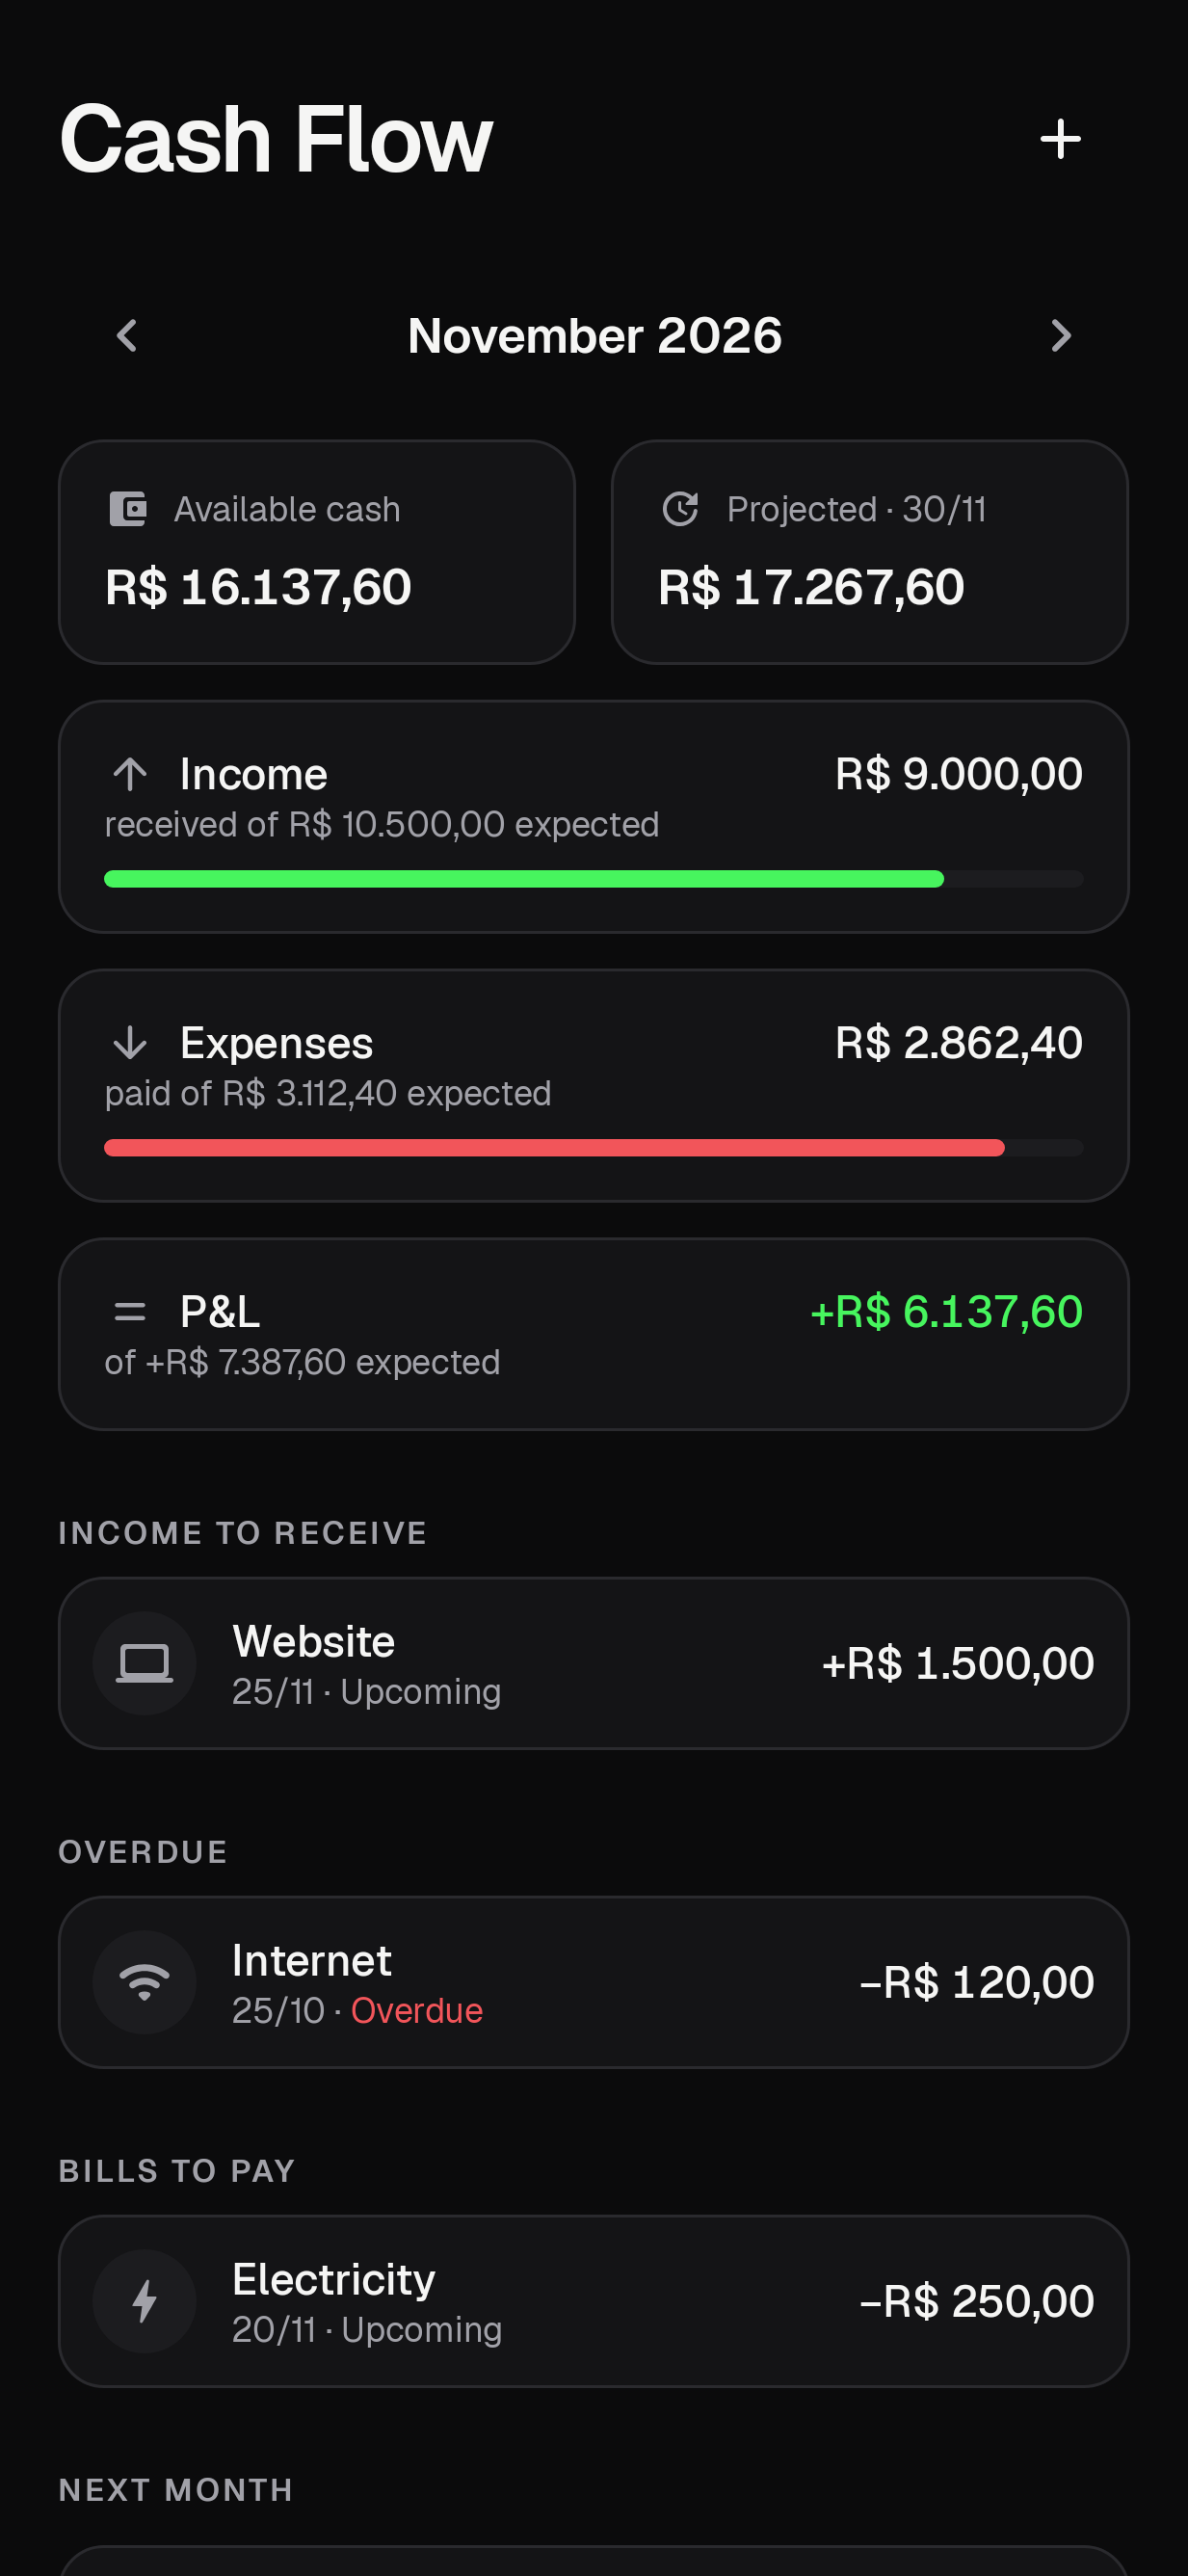 Cash Flow
November 2026
Available cash
R$ 16.137,60
Projected · 30/11
R$ 17.267,60
Income R$ 9.000,00
received of R$ 10.500,00 expected
Expenses R$ 2.862,40
paid of R$ 3.112,40 expected
P&L +R$ 6.137,60
of +R$ 7.387,60 expected
INCOME TO RECEIVE
Website +R$ 1.500,00
25/11 · Upcoming
OVERDUE
Internet −R$ 120,00
25/10 · Overdue
BILLS TO PAY
Electricity −R$ 250,00
20/11 · Upcoming
NEXT MONTH